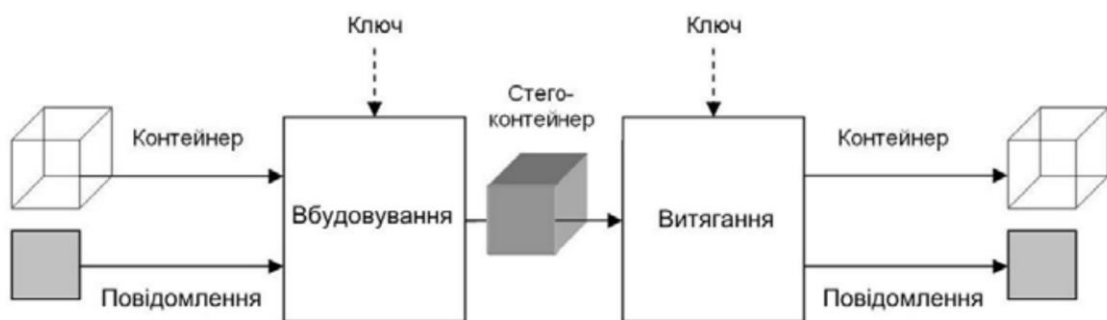 Ключ
Ключ
Стего-
контейнер
Контейнер
Контейнер
Вбудовування
Витягання
Повідомлення
Повідомлення